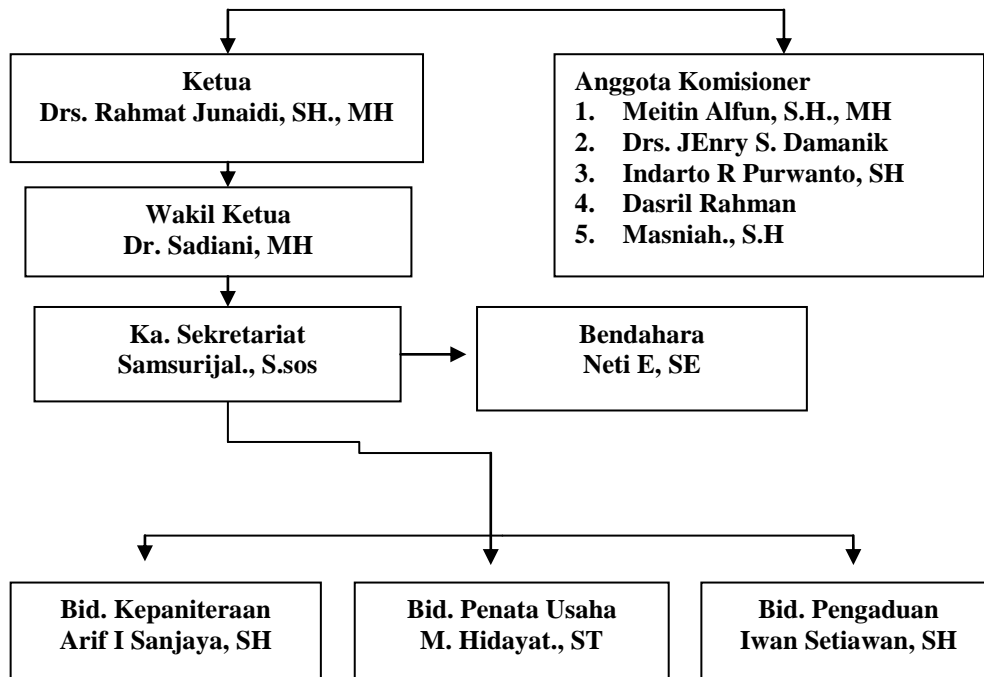 Ketua
Drs. Rahmat Junaidi, SH., MH
Anggota Komisioner
1. Meitin Alfun, S.H., MH
2. Drs. JEnry S. Damanik
3. Indarto R Purwanto, SH
4. Dasril Rahman
5. Masniah., S.H
Wakil Ketua
Dr. Sadiani, MH
Ka. Sekretariat
Samsurijal., S.sos
Bendahara
Neti E, SE
Bid. Kepaniteraan
Arif I Sanjaya, SH
Bid. Penata Usaha
M. Hidayat., ST
Bid. Pengaduan
Iwan Setiawan, SH